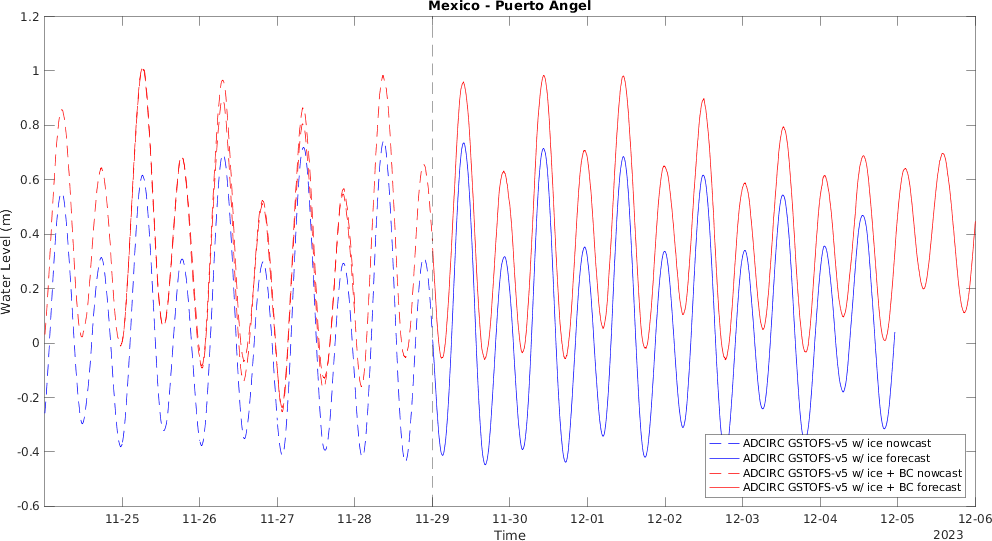 Mexico - Puerto Angel
1.2
1
0.8
0.6
0.4
0.2
0
-0.2
-0.4
-0.6
Water Level (m)
ADCIRC GSTOFS-v5 w/ ice nowcast
ADCIRC GSTOFS-v5 w/ ice forecast
ADCIRC GSTOFS-v5 w/ ice + BC nowcast
ADCIRC GSTOFS-v5 w/ ice + BC forecast
11-25 11-26 11-27 11-28 11-29 11-30 12-01 12-02 12-03 12-04 12-05 12-06
Time
2023